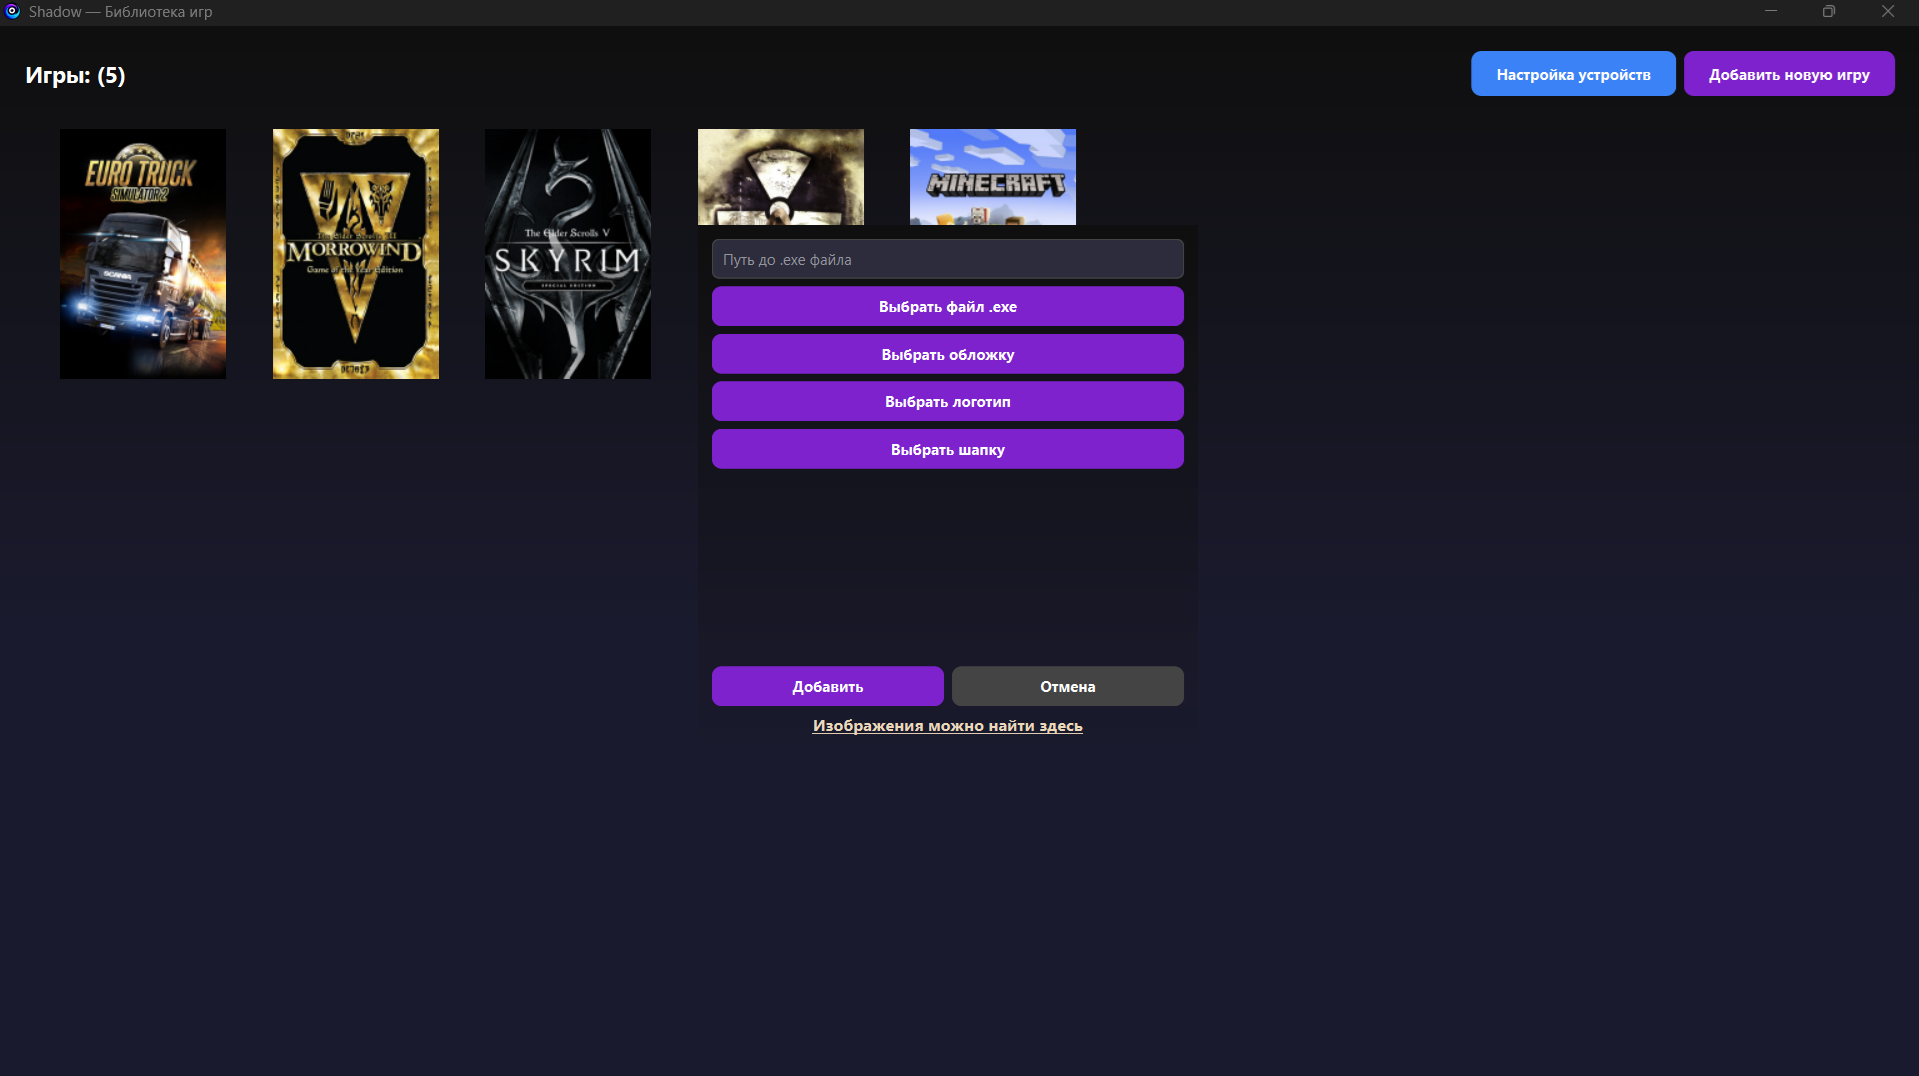 Shadow — Библиотека игр
Игры: (5)
Настройка устройств
Добавить новую игру
EURO TRUCK
SIMULATOR 2
The Elder Scrolls III
MORROWIND
Game of the Year Edition
The Elder Scrolls V
SKYRIM
SPECIAL EDITION
MINECRAFT
Путь до .exe файла
Выбрать файл .exe
Выбрать обложку
Выбрать логотип
Выбрать шапку
Добавить
Отмена
Изображения можно найти здесь